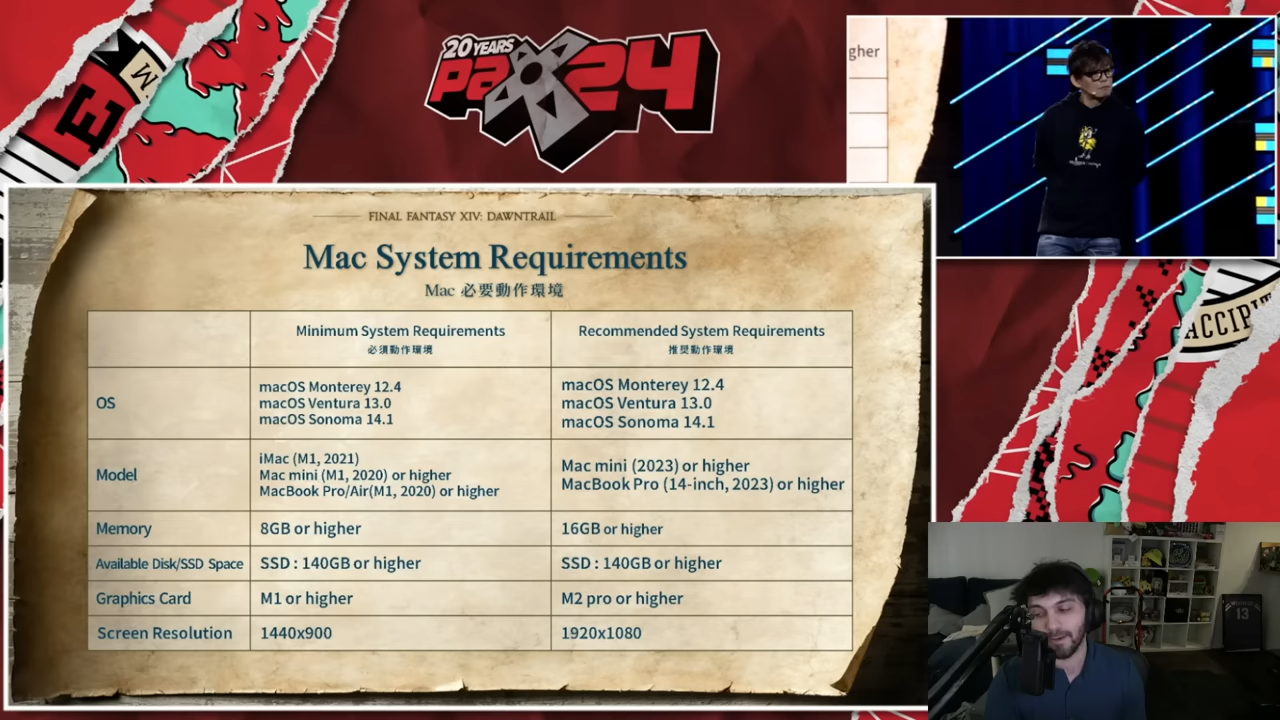 E
M
20 YEARS
PAX24
gher
FINAL FANTASY XIV: DAWNTRAIL
Mac System Requirements
Mac 必要動作環境
Minimum System Requirements
必須動作環境
Recommended System Requirements
推奨動作環境
OS
macOS Monterey 12.4
macOS Ventura 13.0
macOS Sonoma 14.1
macOS Monterey 12.4
macOS Ventura 13.0
macOS Sonoma 14.1
Model
iMac (M1, 2021)
Mac mini (M1, 2020) or higher
MacBook Pro/Air(M1, 2020) or higher
Mac mini (2023) or higher
MacBook Pro (14-inch, 2023) or higher
Memory
8GB or higher
16GB or higher
Available Disk/SSD Space
SSD : 140GB or higher
SSD : 140GB or higher
Graphics Card
M1 or higher
M2 pro or higher
Screen Resolution
1440x900
1920x1080
ACCIPIT
13